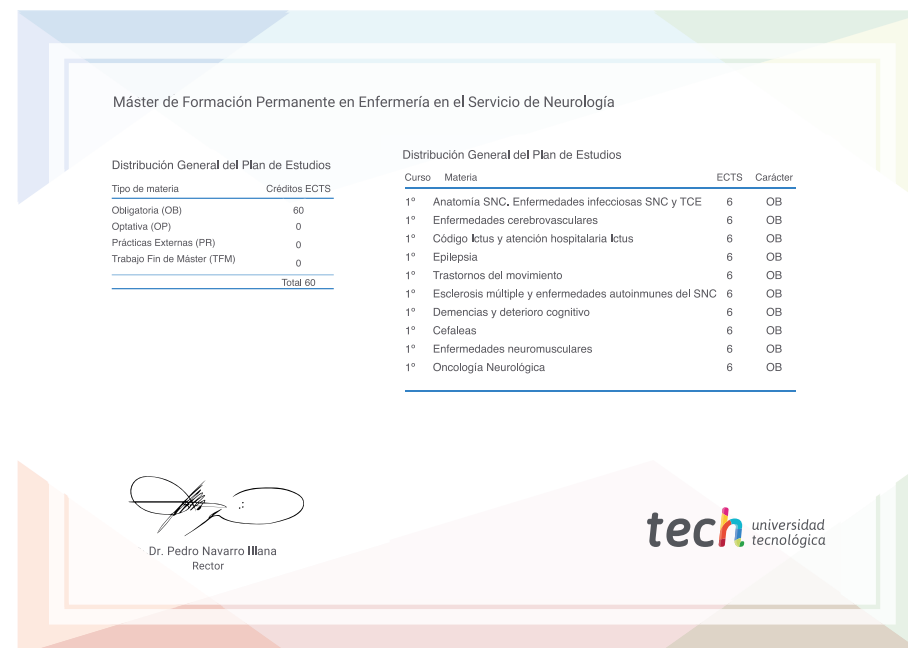 Máster de Formación Permanente en Enfermería en el Servicio de Neurología
Distribución General del Plan de Estudios
Tipo de materia Créditos ECTS
Obligatoria (OB) 60
Optativa (OP) 0
Prácticas Externas (PR) 0
Trabajo Fin de Máster (TFM) 0
Total 60
Distribución General del Plan de Estudios
Curso Materia ECTS Carácter
1º Anatomía SNC. Enfermedades infecciosas SNC y TCE 6 OB
1º Enfermedades cerebrovasculares 6 OB
1º Código Ictus y atención hospitalaria Ictus 6 OB
1º Epilepsia 6 OB
1º Trastornos del movimiento 6 OB
1º Esclerosis múltiple y enfermedades autoinmunes del SNC 6 OB
1º Demencias y deterioro cognitivo 6 OB
1º Cefaleas 6 OB
1º Enfermedades neuromusculares 6 OB
1º Oncología Neurológica 6 OB
Dr. Pedro Navarro Illana
Rector
tech universidad
tecnológica